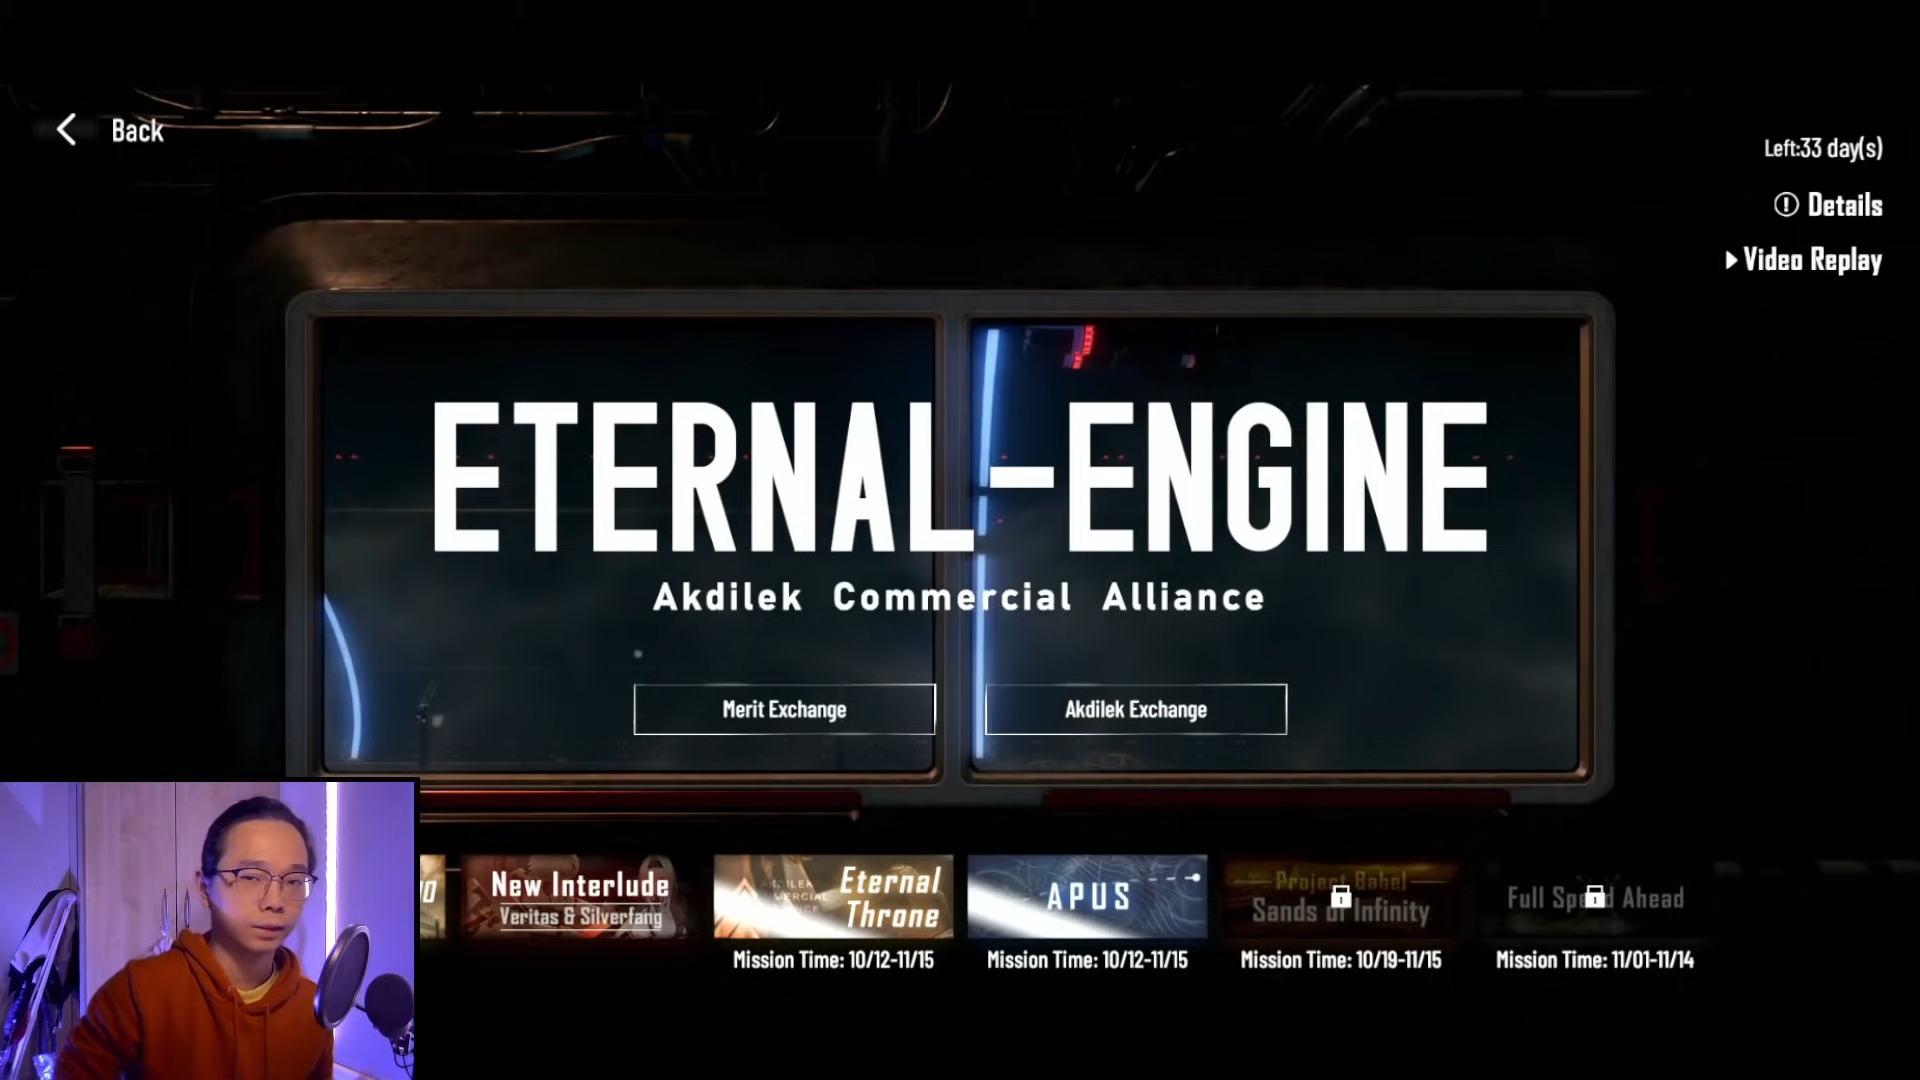 Back
Left:33 day(s)
Details
Video Replay
ETERNAL-ENGINE
Akdilek Commercial Alliance
Merit Exchange
Akdilek Exchange
New Interlude
Veritas & Silverfang
Eternal
Throne
Mission Time: 10/12-11/15
APUS
Mission Time: 10/12-11/15
Project Babel
Sands of Infinity
Mission Time: 10/19-11/15
Full Speed Ahead
Mission Time: 11/01-11/14